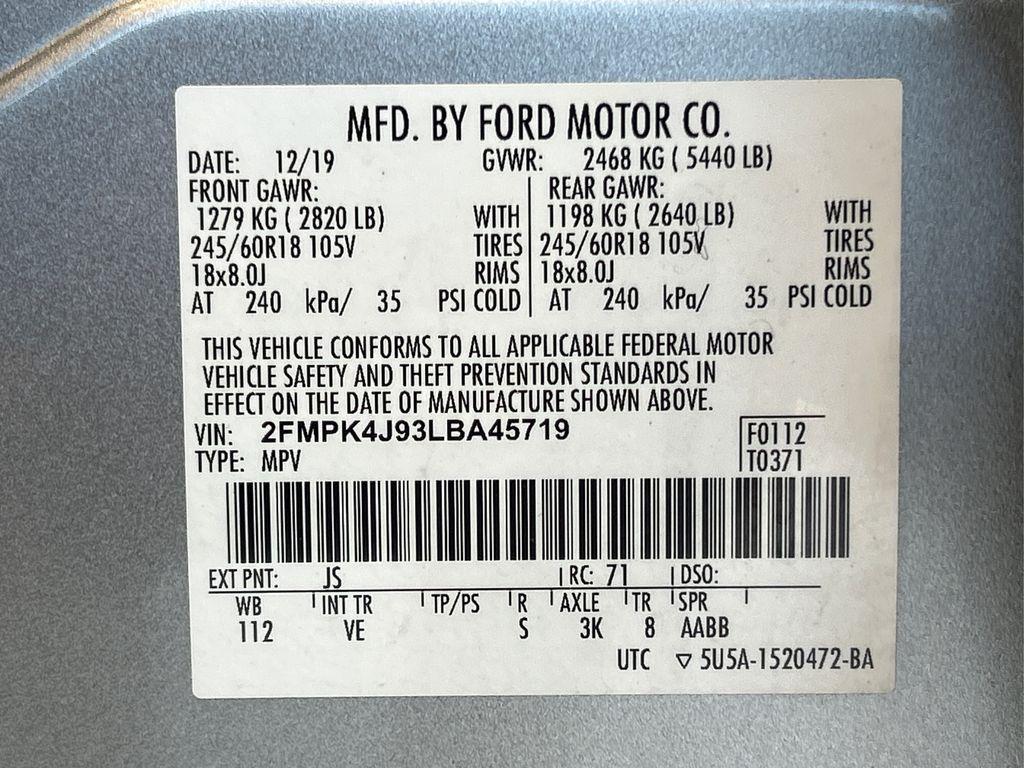 MFD. BY FORD MOTOR CO.
DATE: 12/19 GVWR: 2468 KG ( 5440 LB)
FRONT GAWR: REAR GAWR:
1279 KG ( 2820 LB) WITH 1198 KG ( 2640 LB) WITH
245/60R18 105V TIRES 245/60R18 105V TIRES
18x8.0J RIMS 18x8.0J RIMS
AT 240 kPa/ 35 PSI COLD AT 240 kPa/ 35 PSI COLD
THIS VEHICLE CONFORMS TO ALL APPLICABLE FEDERAL MOTOR
VEHICLE SAFETY AND THEFT PREVENTION STANDARDS IN
EFFECT ON THE DATE OF MANUFACTURE SHOWN ABOVE.
VIN: 2FMPK4J93LBA45719 F0112
TYPE: MPV T0371
EXT PNT: JS RC: 71 DSO:
WB INT TR TP/PS R AXLE TR SPR
112 VE S 3K 8 AABB
UTC ▽ 5U5A-1520472-BA